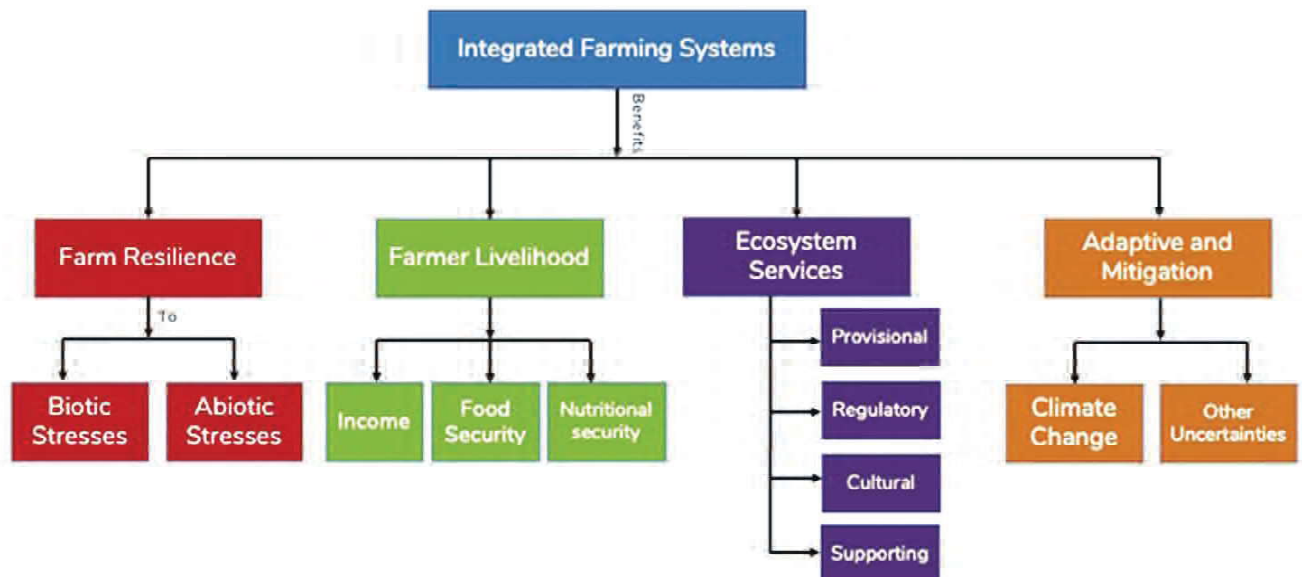 Integrated Farming Systems
Benefits
Farm Resilience
Farmer Livelihood
Ecosystem
Services
Adaptive and
Mitigation
To
Biotic
Stresses
Abiotic
Stresses
Income
Food
Security
Nutritional
security
Provisional
Regulatory
Cultural
Supporting
Climate
Change
Other
Uncertainties